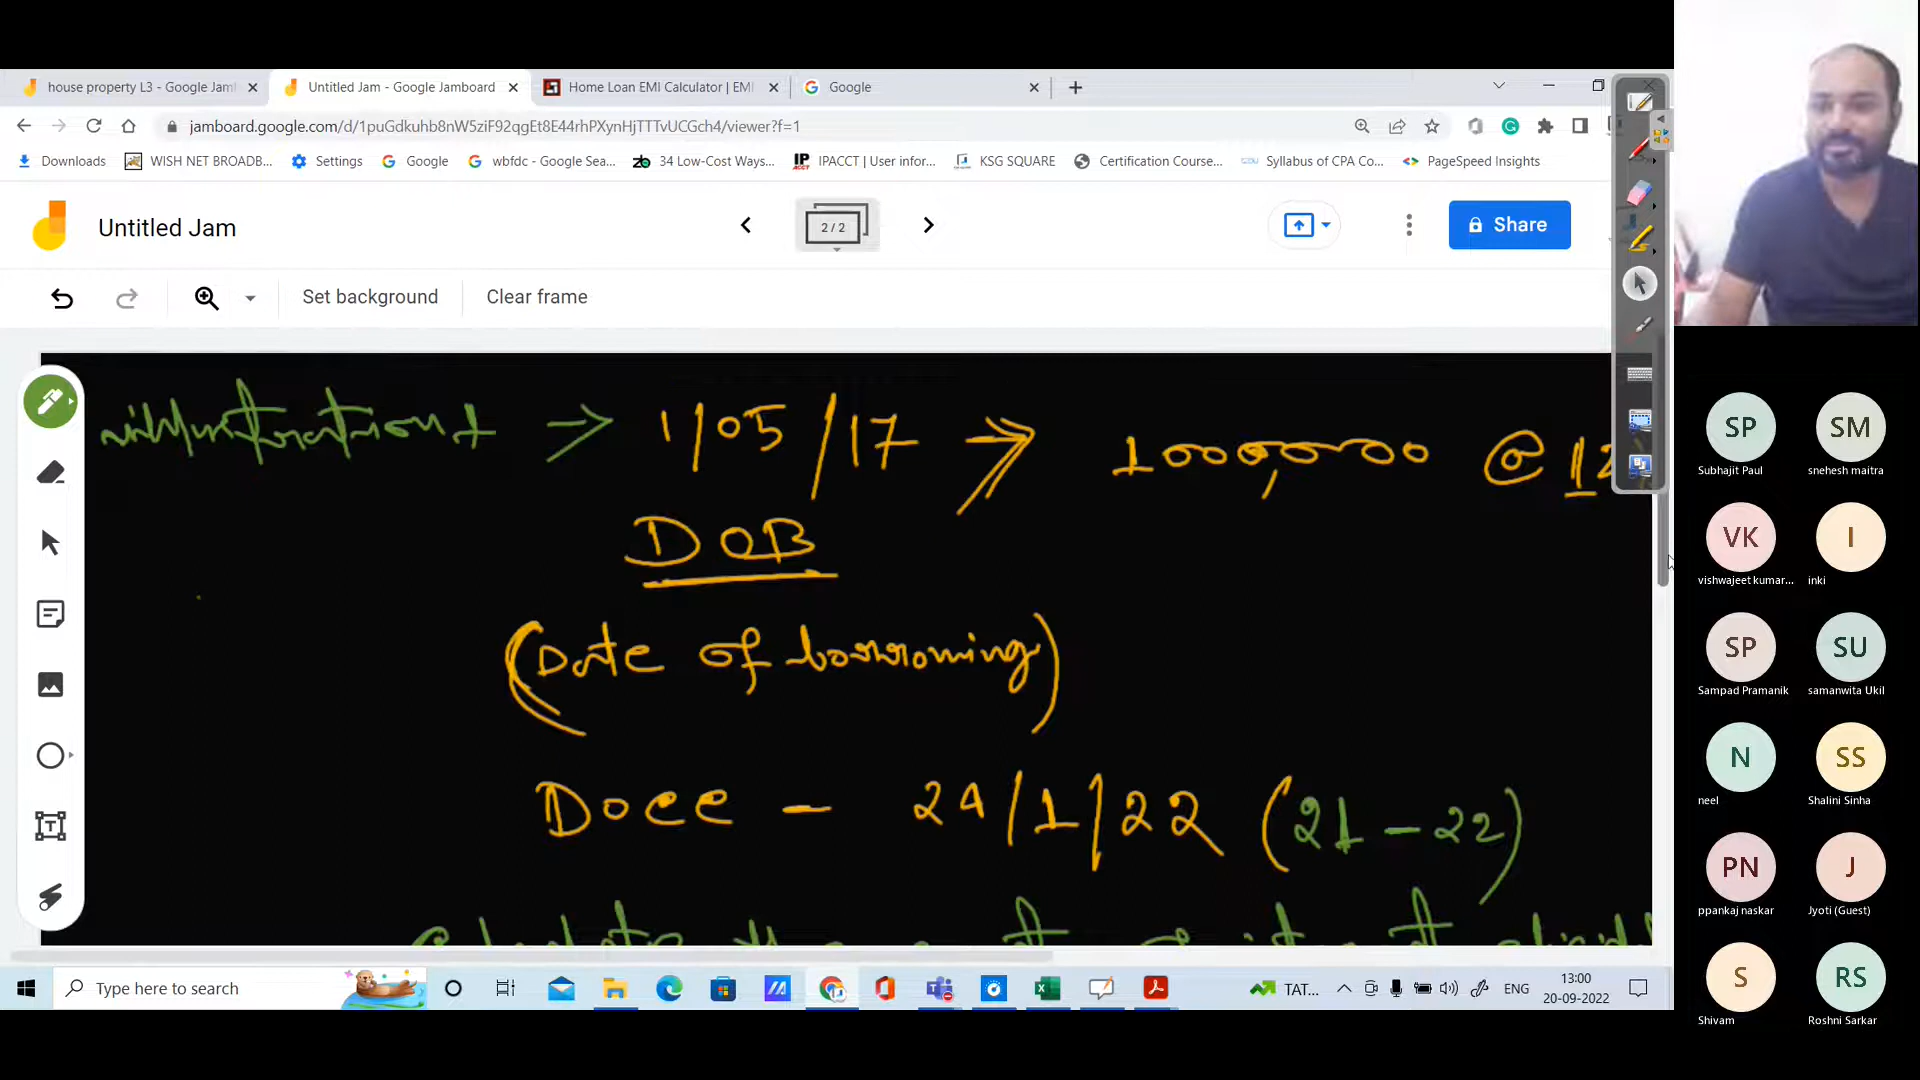 house property L3 - Google Jam
Untitled Jam - Google Jamboard
Home Loan EMI Calculator | EMI
Google
jamboard.google.com/d/1puGdkuhb8nW5ziF92qgEt8E44rhPXynHjTTTvUCGch4/viewer?f=1
Downloads
WISH NET BROADB...
Settings
Google
wbfdc - Google Sea...
34 Low-Cost Ways...
IPACCT | User infor...
KSG SQUARE
Certification Course...
Syllabus of CPA Co...
PageSpeed Insights
Untitled Jam
2 / 2
Share
Set background
Clear frame
1/05/17 ⇒ 1000,0000 @ 12
DOB
(Date of borrowing)
DOCC - 24/1/22 (21-22)
SP
Subhajit Paul
SM
snehesh maitra
VK
vishwajeet kumar...
I
inki
SP
Sampad Pramanik
SU
samanwita Ukil
N
neel
SS
Shalini Sinha
PN
ppankaj naskar
J
Jyoti (Guest)
S
Shivam
RS
Roshni Sarkar
Type here to search
TAT...
ENG
13:00
20-09-2022